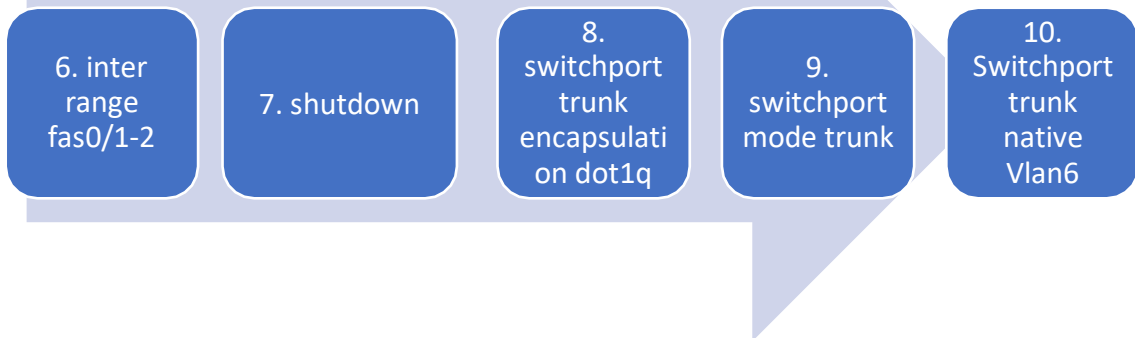 6. inter
range
fas0/1-2
7. shutdown
8.
switchport
trunk
encapsulati
on dot1q
9.
switchport
mode trunk
10.
Switchport
trunk
native
Vlan6